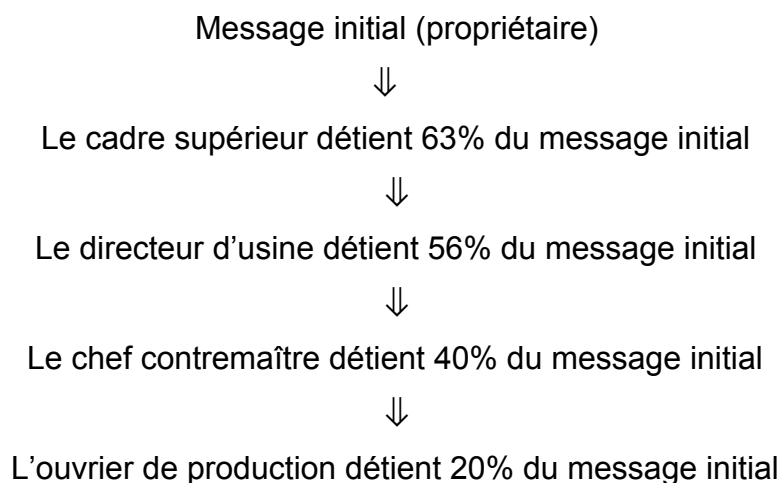 Message initial (propriétaire)
⇓
Le cadre supérieur détient 63% du message initial
⇓
Le directeur d’usine détient 56% du message initial
⇓
Le chef contremaître détient 40% du message initial
⇓
L’ouvrier de production détient 20% du message initial